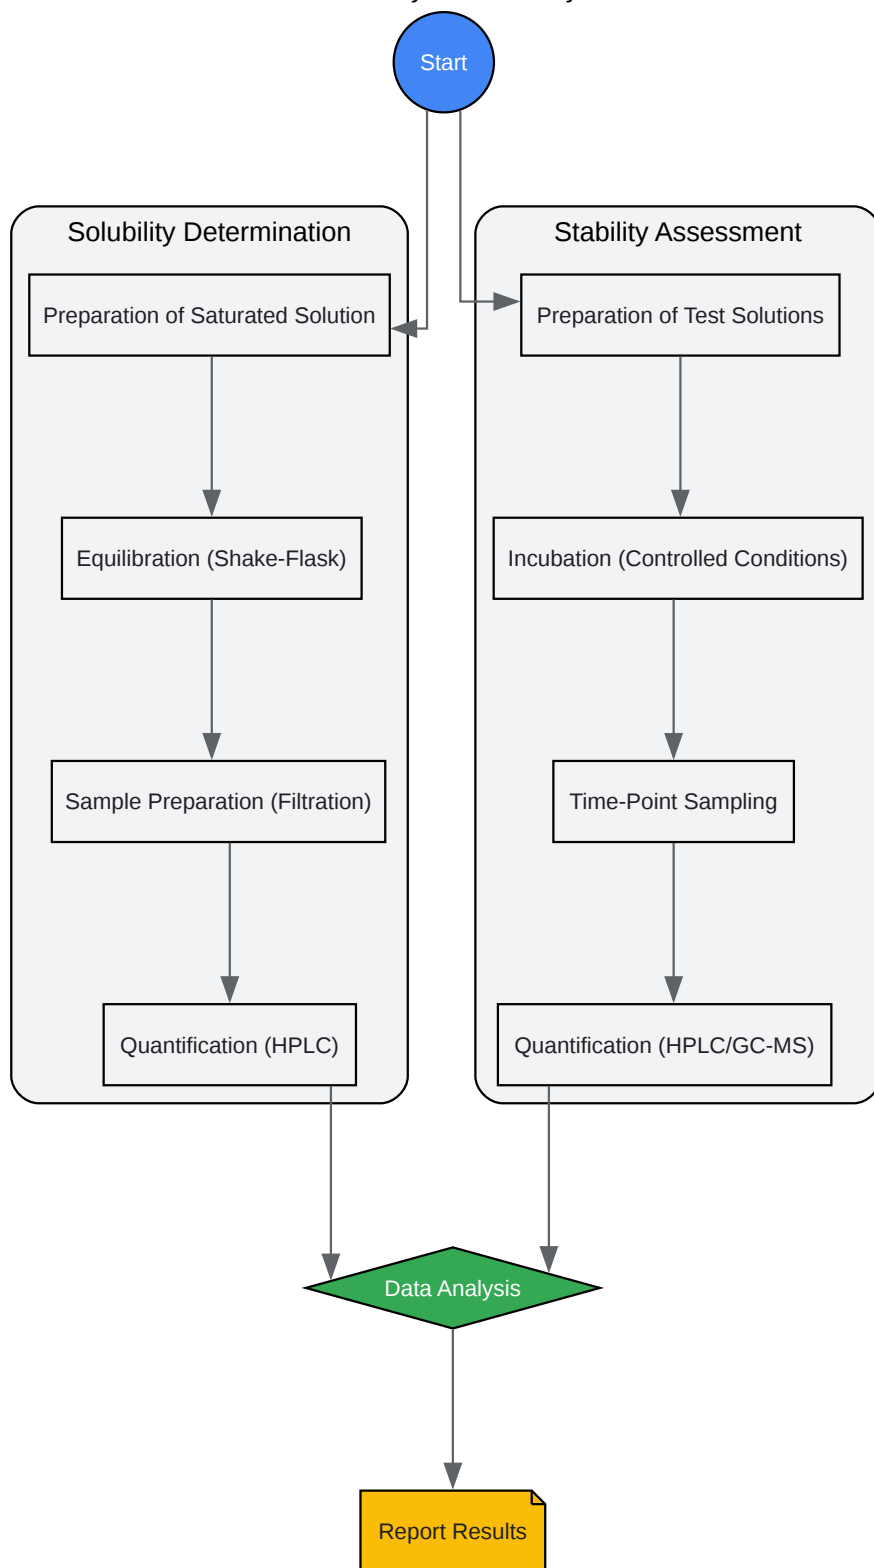 Start
Solubility Determination
Preparation of Saturated Solution
Equilibration (Shake-Flask)
Sample Preparation (Filtration)
Quantification (HPLC)
Stability Assessment
Preparation of Test Solutions
Incubation (Controlled Conditions)
Time-Point Sampling
Quantification (HPLC/GC-MS)
Data Analysis
Report Results